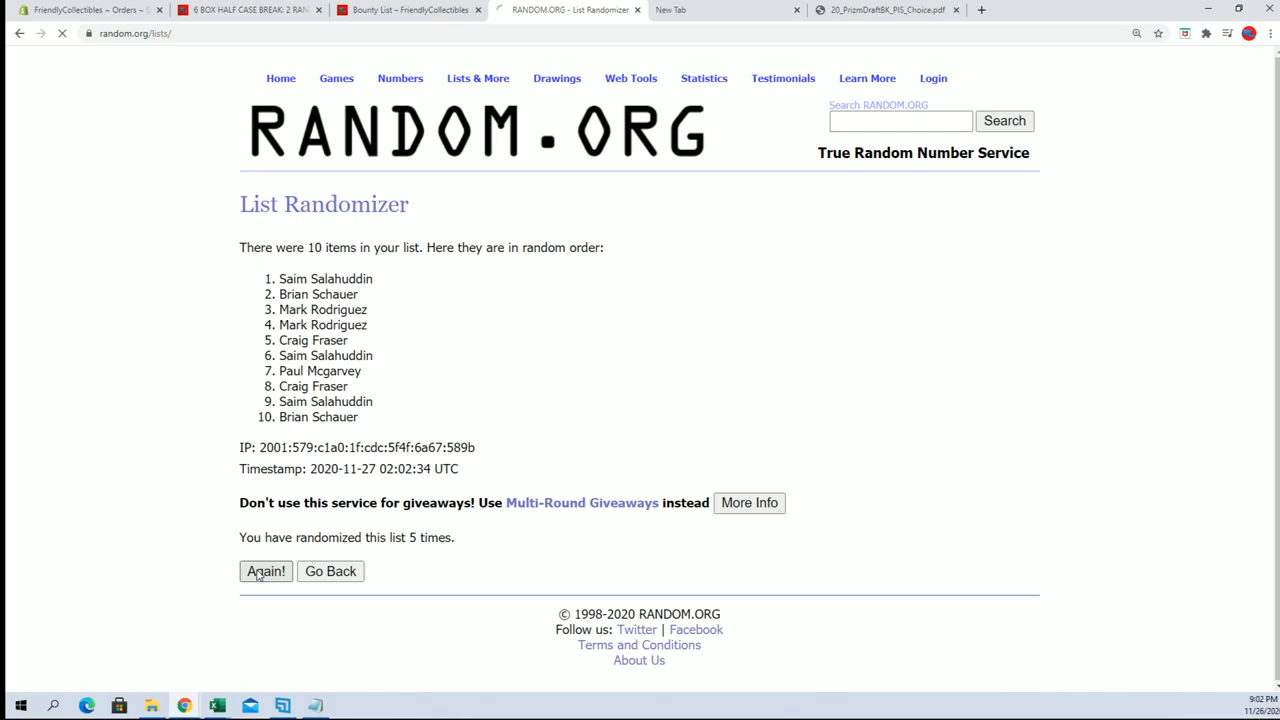 FriendlyCollectibles ~ Orders ~ S
6 BOX HALF CASE BREAK: 2 RAN
Bounty List – FriendlyCollectibles
RANDOM.ORG - List Randomizer
New Tab
20_PrizmDraftBK_PIS_Choice.pdf
random.org/lists/
Home Games Numbers Lists & More Drawings Web Tools Statistics Testimonials Learn More Login
RANDOM.ORG
Search RANDOM.ORG
Search
True Random Number Service
List Randomizer
There were 10 items in your list. Here they are in random order:
1. Saim Salahuddin
2. Brian Schauer
3. Mark Rodriguez
4. Mark Rodriguez
5. Craig Fraser
6. Saim Salahuddin
7. Paul Mcgarvey
8. Craig Fraser
9. Saim Salahuddin
10. Brian Schauer
IP: 2001:579:c1a0:1f:cdc:5f4f:6a67:589b
Timestamp: 2020-11-27 02:02:34 UTC
Don't use this service for giveaways! Use Multi-Round Giveaways instead More Info
You have randomized this list 5 times.
Again! Go Back
© 1998-2020 RANDOM.ORG
Follow us: Twitter | Facebook
Terms and Conditions
About Us
9:02 PM
11/26/202